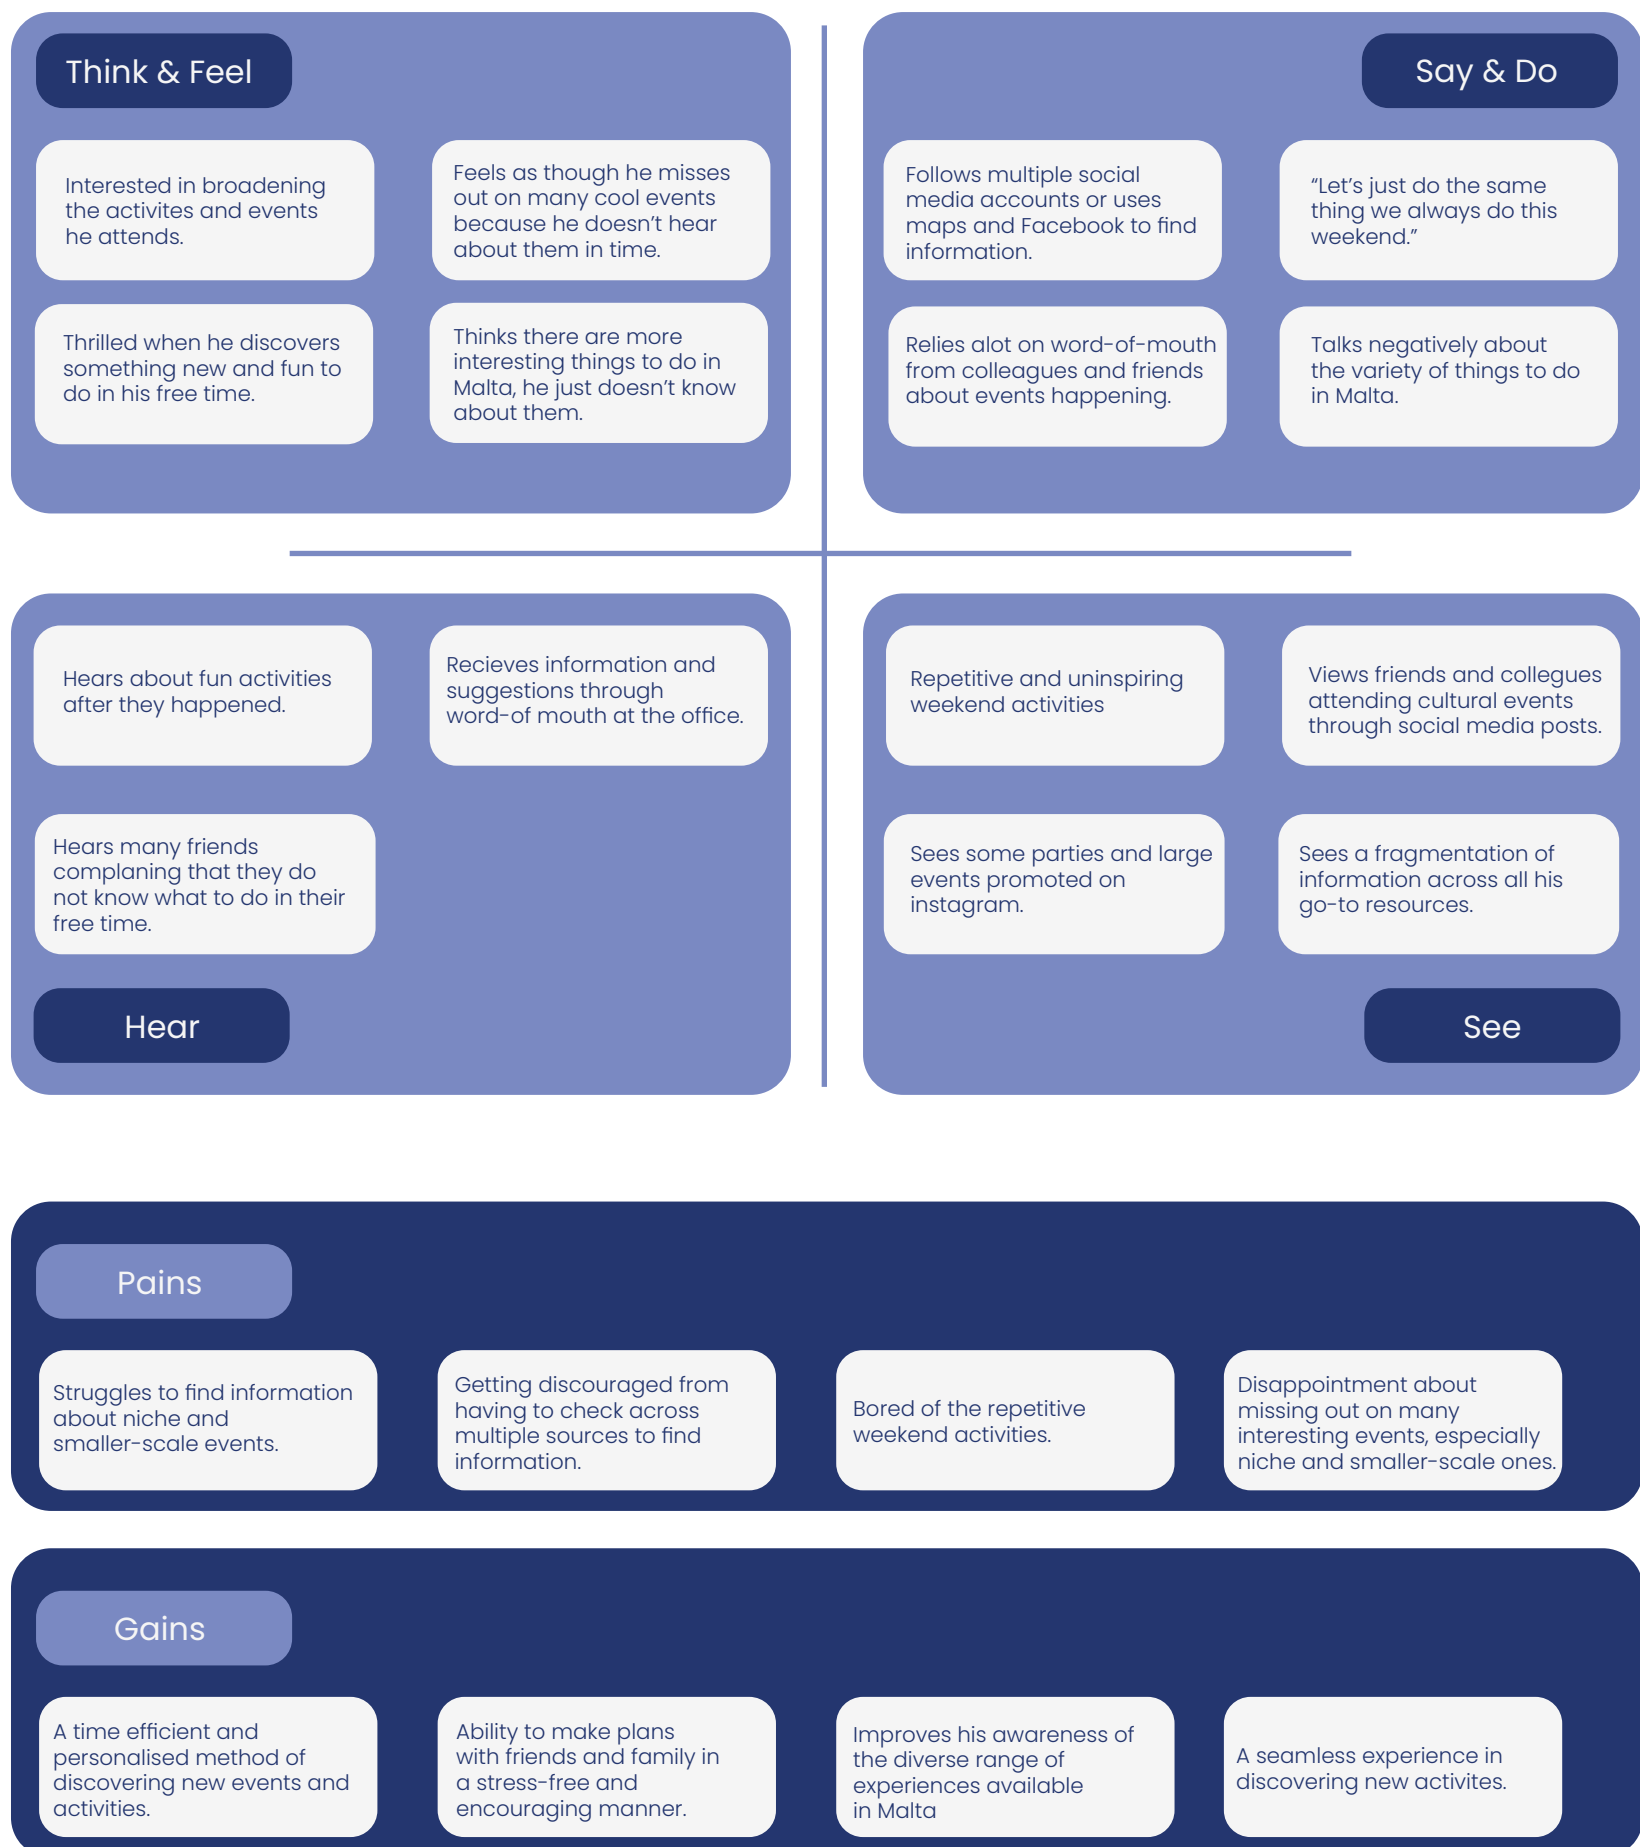 Think & Feel
Interested in broadening
the activites and events
he attends.
Feels as though he misses
out on many cool events
because he doesn’t hear
about them in time.
Thrilled when he discovers
something new and fun to
do in his free time.
Thinks there are more
interesting things to do in
Malta, he just doesn’t know
about them.
Say & Do
Follows multiple social
media accounts or uses
maps and Facebook to find
information.
“Let’s just do the same
thing we always do this
weekend.”
Relies alot on word-of-mouth
from colleagues and friends
about events happening.
Talks negatively about
the variety of things to do
in Malta.
Hears about fun activities
after they happened.
Recieves information and
suggestions through
word-of mouth at the office.
Hears many friends
complaning that they do
not know what to do in their
free time.
Hear
Repetitive and uninspiring
weekend activities
Views friends and collegues
attending cultural events
through social media posts.
Sees some parties and large
events promoted on
instagram.
Sees a fragmentation of
information across all his
go-to resources.
See
Pains
Struggles to find information
about niche and
smaller-scale events.
Getting discouraged from
having to check across
multiple sources to find
information.
Bored of the repetitive
weekend activities.
Disappointment about
missing out on many
interesting events, especially
niche and smaller-scale ones.
Gains
A time efficient and
personalised method of
discovering new events and
activities.
Ability to make plans
with friends and family in
a stress-free and
encouraging manner.
Improves his awareness of
the diverse range of
experiences available
in Malta
A seamless experience in
discovering new activites.